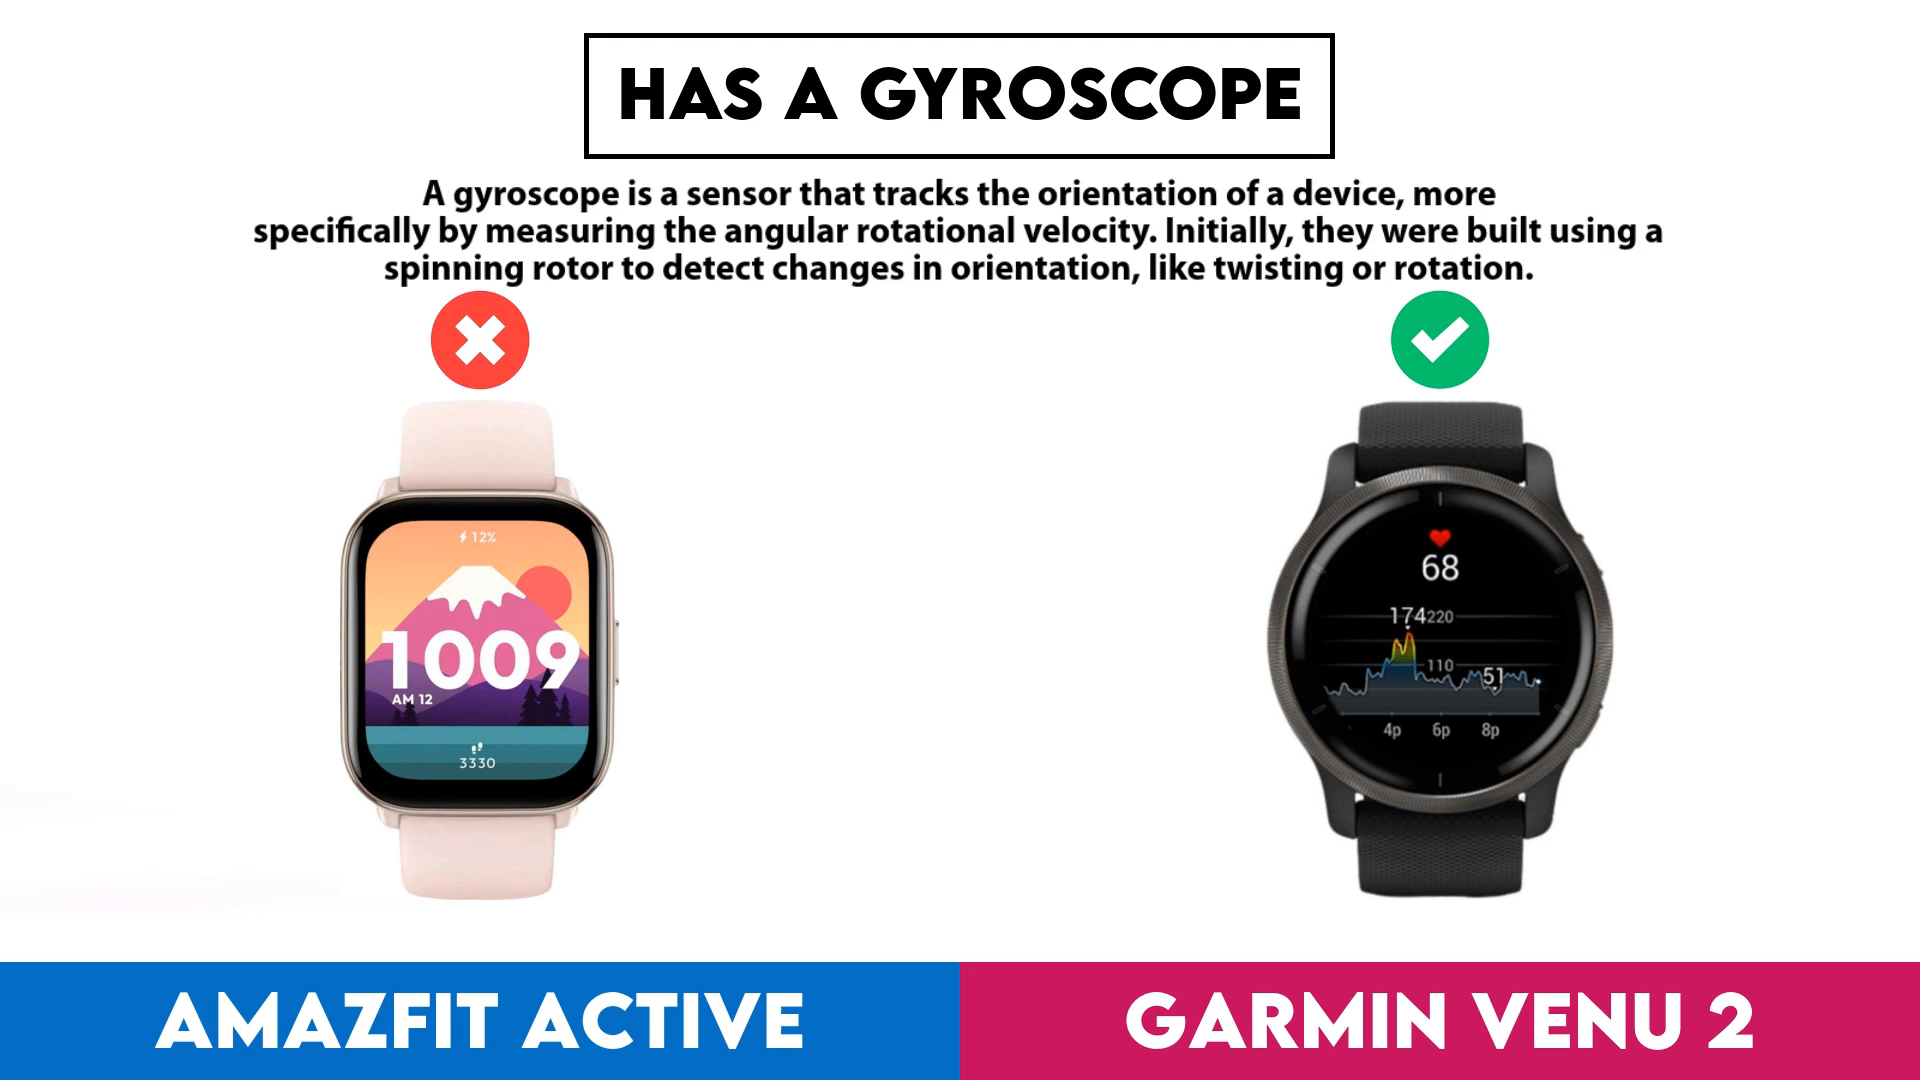 HAS A GYROSCOPE
A gyroscope is a sensor that tracks the orientation of a device, more
specifically by measuring the angular rotational velocity. Initially, they were built using a
spinning rotor to detect changes in orientation, like twisting or rotation.
12%
1009
AM 12
3330
68
174 220
110
51
4p 6p 8p
AMAZFIT ACTIVE
GARMIN VENU 2